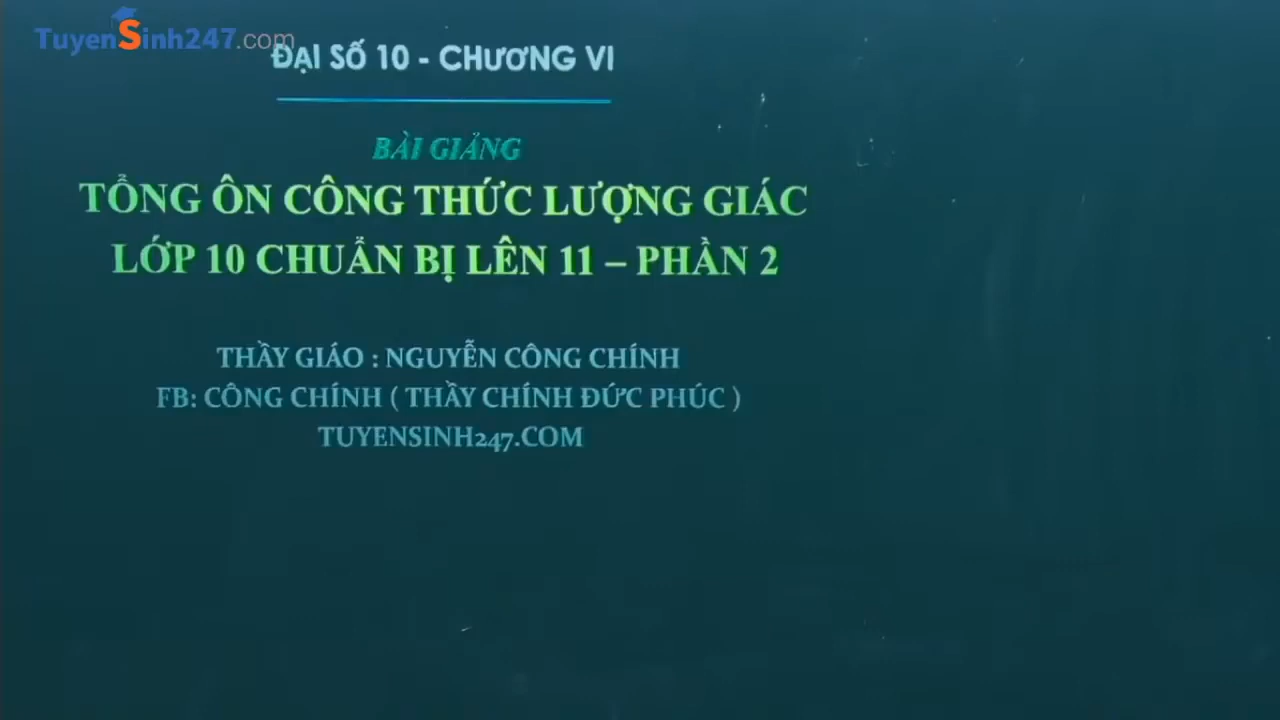 TuyenSinh247.com
ĐẠI SỐ 10 - CHƯƠNG VI
BÀI GIẢNG
TỔNG ÔN CÔNG THỨC LƯỢNG GIÁC
LỚP 10 CHUẨN BỊ LÊN 11 – PHẦN 2
THẦY GIÁO : NGUYỄN CÔNG CHÍNH
FB: CÔNG CHÍNH ( THẦY CHÍNH ĐỨC PHÚC )
TUYENSINH247.COM